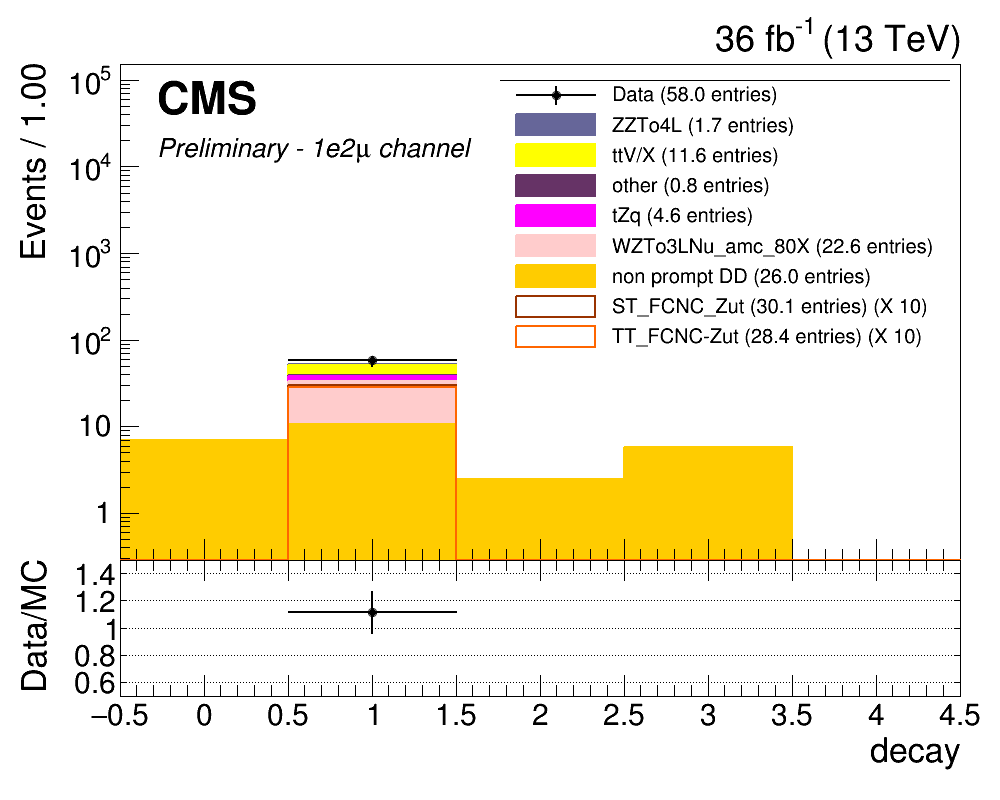 36 fb-1 (13 TeV)
Events / 1.00
10^5
10^4
10^3
10^2
10
1
CMS
Preliminary - 1e2μ channel
Data (58.0 entries)
ZZTo4L (1.7 entries)
ttV/X (11.6 entries)
other (0.8 entries)
tZq (4.6 entries)
WZTo3LNu_amc_80X (22.6 entries)
non prompt DD (26.0 entries)
ST_FCNC_Zut (30.1 entries) (X 10)
TT_FCNC-Zut (28.4 entries) (X 10)
Data/MC
1.4
1.2
1
0.8
0.6
−0.5 0 0.5 1 1.5 2 2.5 3 3.5 4 4.5
decay